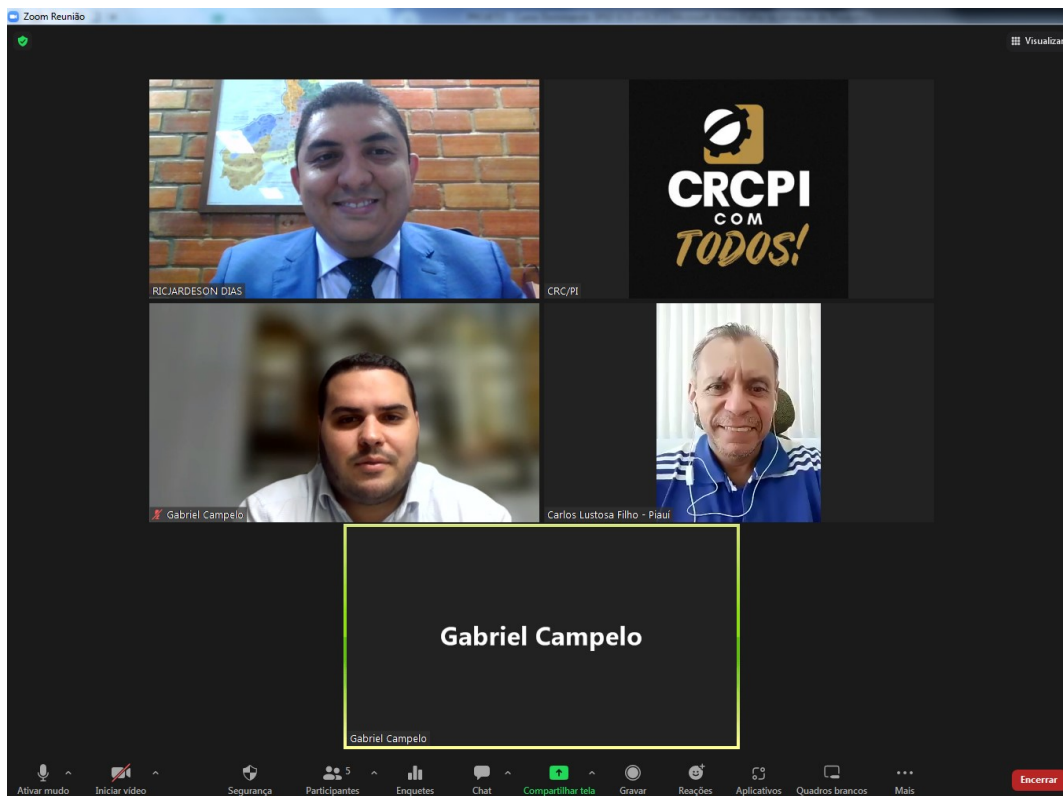 Zoom Reunião
Visualizar
CRCPI
COM
TODOS!
RICJARDESON DIAS
CRC/PI
Gabriel Campelo
Carlos Lustosa Filho - Piauí
Gabriel Campelo
Gabriel Campelo
5
Ativar mudo
Iniciar vídeo
Segurança
Participantes
Enquetes
Chat
Compartilhar tela
Gravar
Reações
Aplicativos
Quadros brancos
Mais
Encerrar